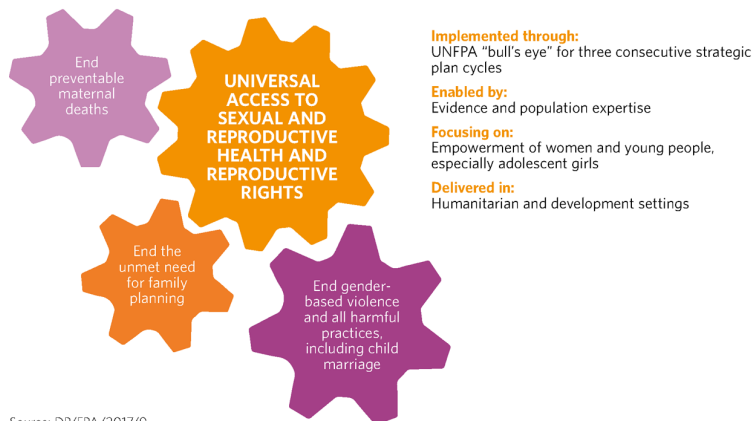 End
preventable
maternal
deaths
UNIVERSAL
ACCESS TO
SEXUAL AND
REPRODUCTIVE
HEALTH AND
REPRODUCTIVE
RIGHTS
End the
unmet need
for family
planning
End gender-
based violence
and all harmful
practices,
including child
marriage
Implemented through:
UNFPA “bull’s eye” for three consecutive strategic
plan cycles
Enabled by:
Evidence and population expertise
Focusing on:
Empowerment of women and young people,
especially adolescent girls
Delivered in:
Humanitarian and development settings